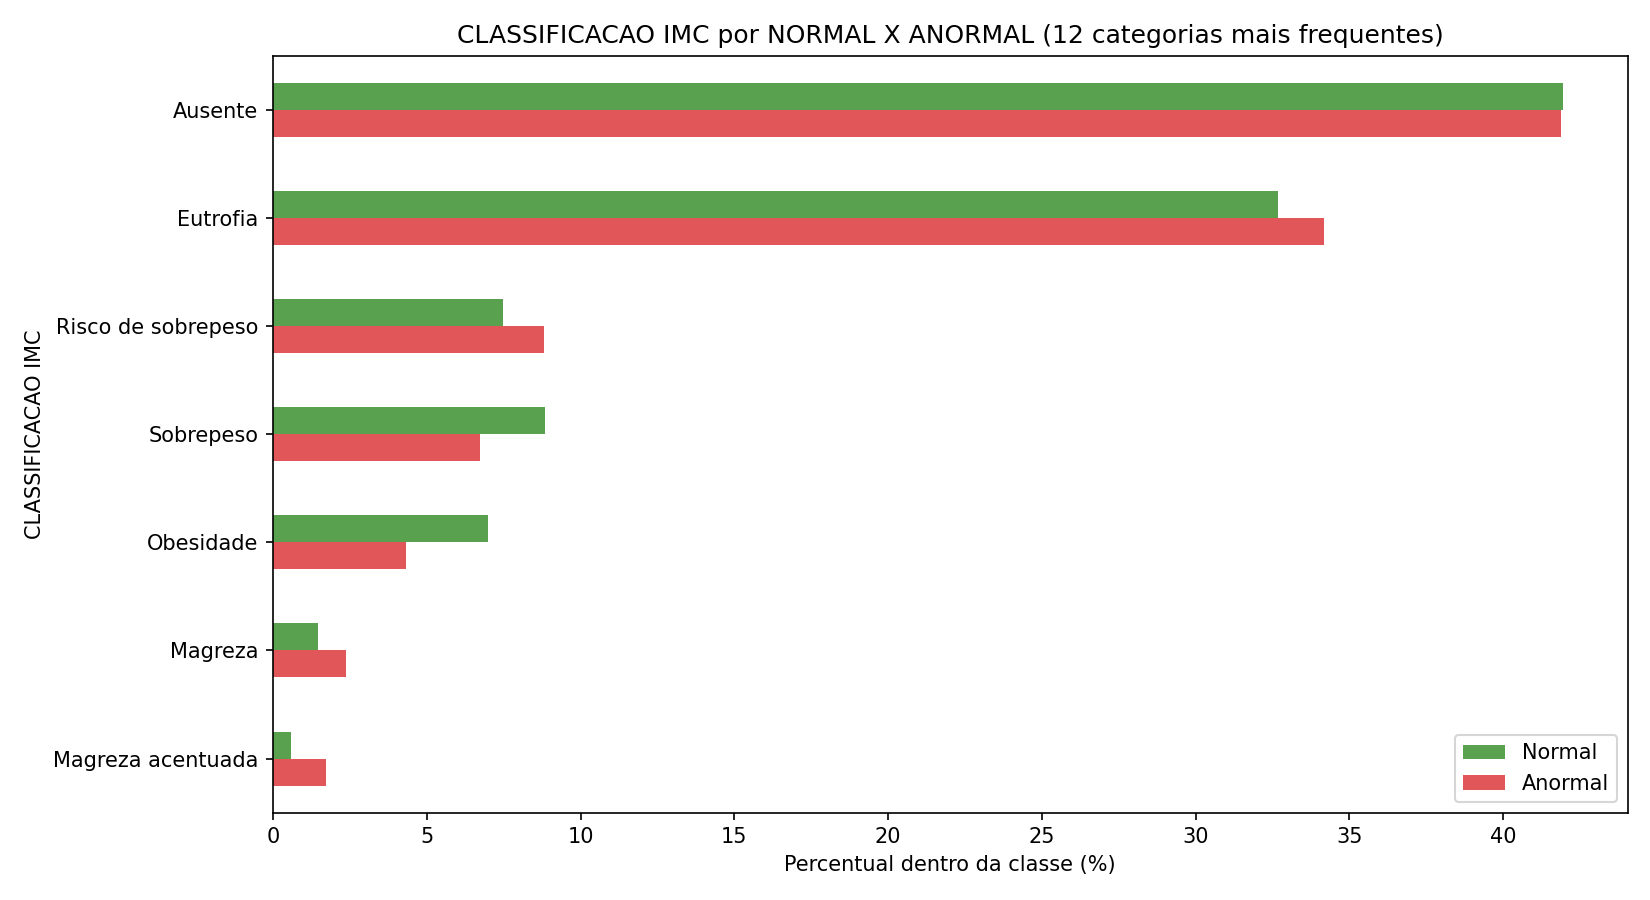 CLASSIFICACAO IMC por NORMAL X ANORMAL (12 categorias mais frequentes)
CLASSIFICACAO IMC
Ausente
Eutrofia
Risco de sobrepeso
Sobrepeso
Obesidade
Magreza
Magreza acentuada
Normal
Anormal
0 5 10 15 20 25 30 35 40
Percentual dentro da classe (%)